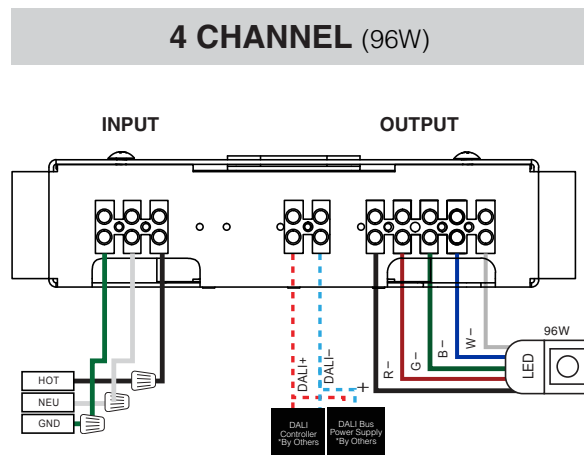 4 CHANNEL (96W)
INPUT
OUTPUT
HOT
NEU
GND
DALI+
DALI–
+
DALI
Controller
*By Others
DALI Bus
Power Supply
*By Others
R –
G –
B –
W –
LED
96W